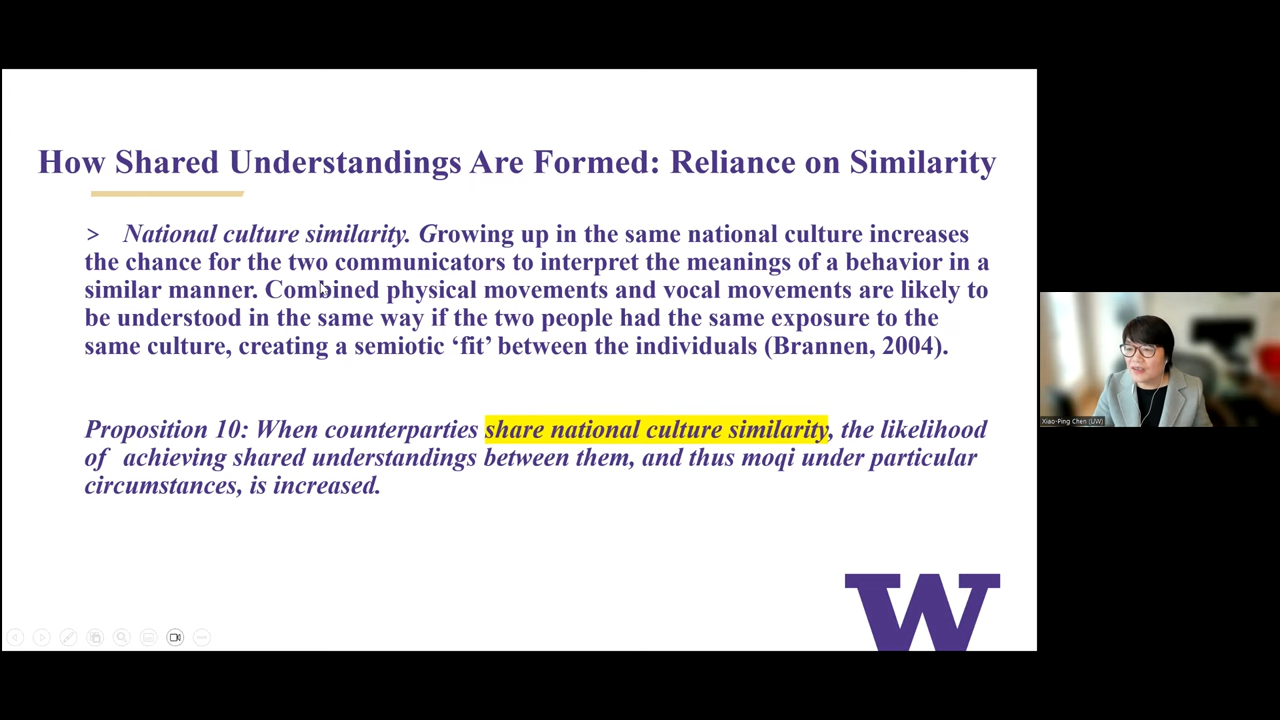 How Shared Understandings Are Formed: Reliance on Similarity
> National culture similarity. Growing up in the same national culture increases
the chance for the two communicators to interpret the meanings of a behavior in a
similar manner. Combined physical movements and vocal movements are likely to
be understood in the same way if the two people had the same exposure to the
same culture, creating a semiotic ‘fit’ between the individuals (Brannen, 2004).
Proposition 10: When counterparties share national culture similarity, the likelihood
of achieving shared understandings between them, and thus moqi under particular
circumstances, is increased.
W
Xiao-Ping Chen (UW)